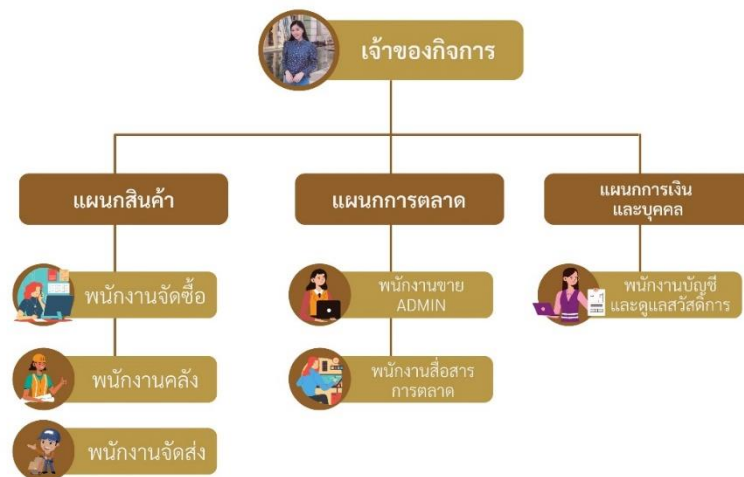 เจ้าของกิจการ
แผนกสินค้า
พนักงานจัดซื้อ
พนักงานคลัง
พนักงานจัดส่ง
แผนกการตลาด
พนักงานขาย
ADMIN
พนักงานสื่อสาร
การตลาด
แผนกการเงิน
และบุคคล
พนักงานบัญชี
และดูแลสวัสดิการ